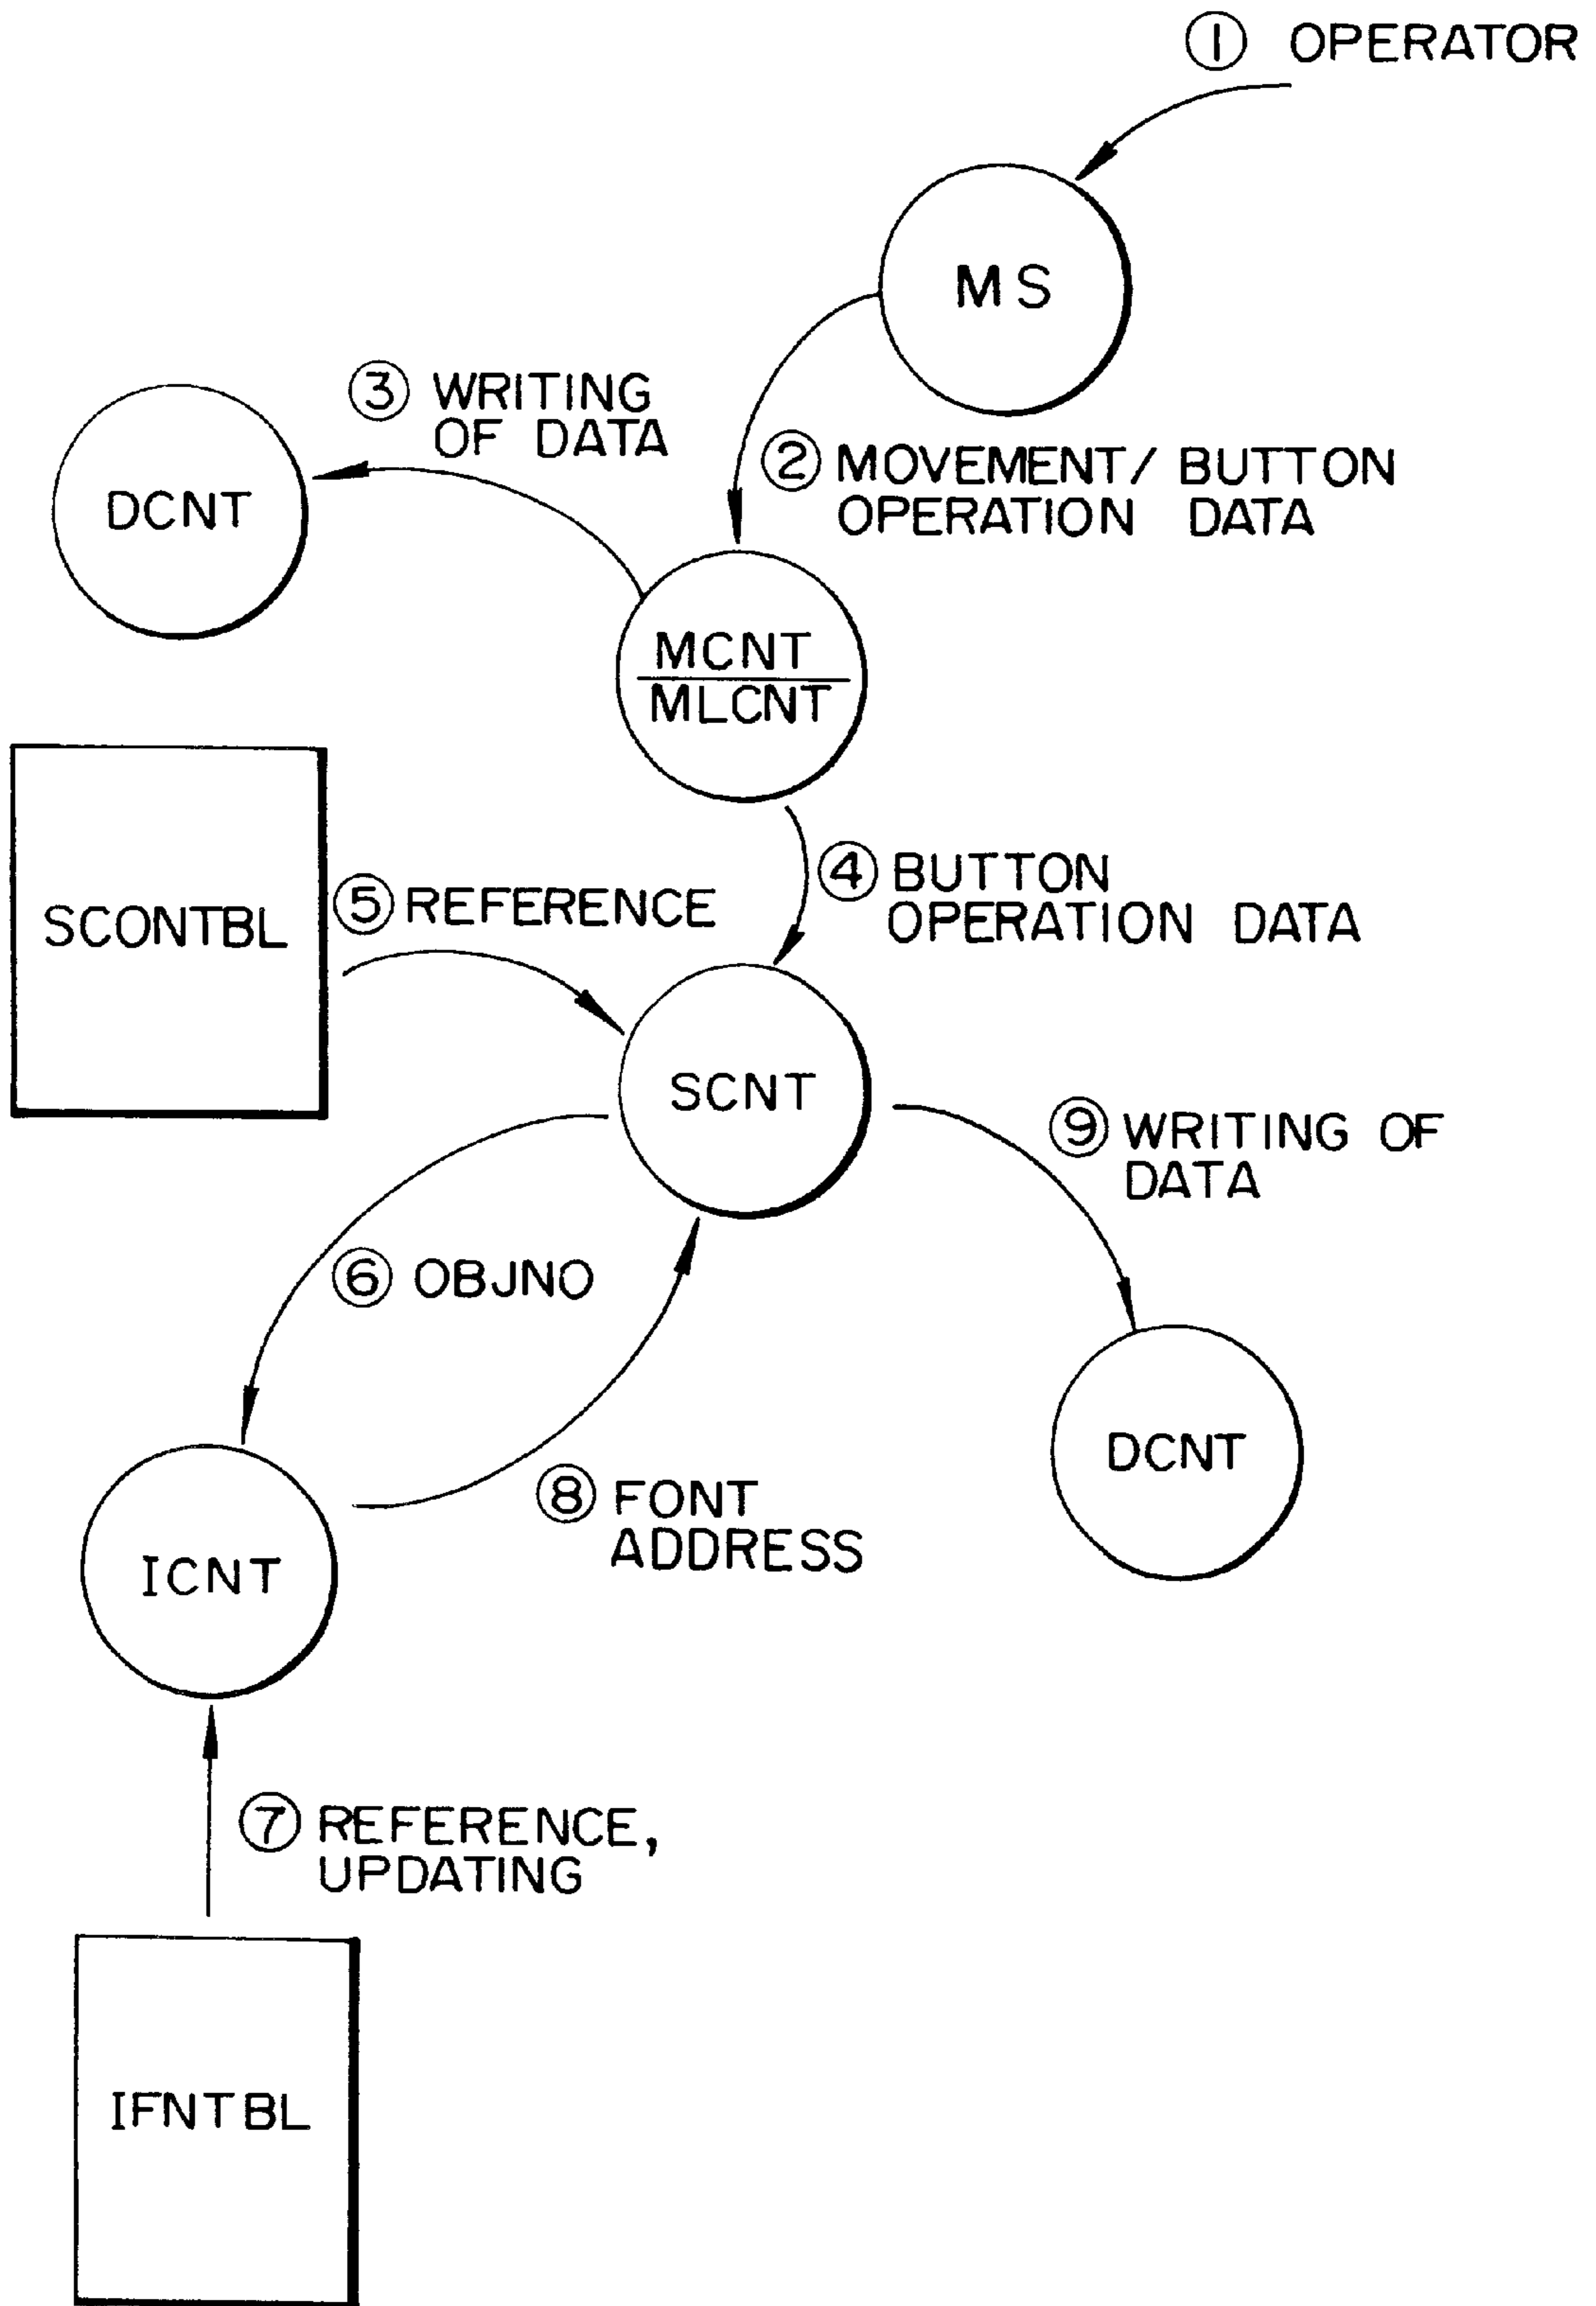 ① OPERATOR
MS
③ WRITING
OF DATA
② MOVEMENT/ BUTTON
OPERATION DATA
DCNT
MCNT
MLCNT
④ BUTTON
OPERATION DATA
⑤ REFERENCE
SCONTBL
SCNT
⑨ WRITING OF
DATA
⑥ OBJNO
DCNT
⑧ FONT
ADDRESS
ICNT
⑦ REFERENCE,
UPDATING
IFNTBL